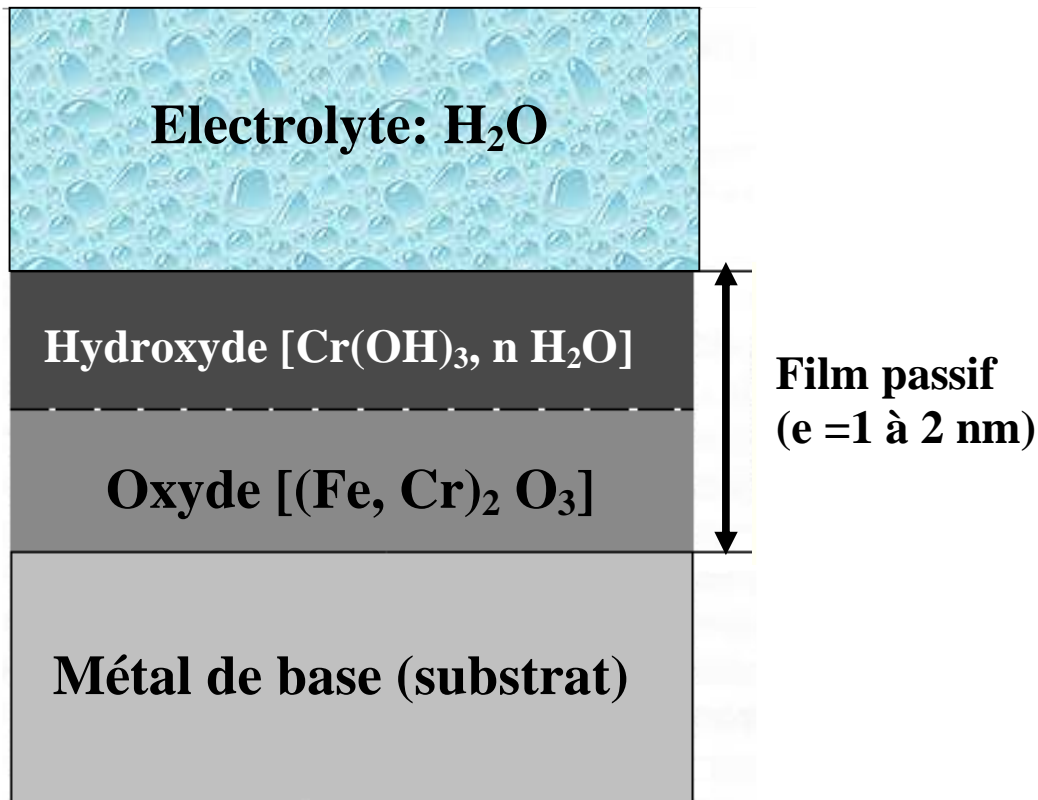 Electrolyte: H₂O
Hydroxyde [Cr(OH)₃, n H₂O]
Film passif
(e =1 à 2 nm)
Oxyde [(Fe, Cr)₂ O₃]
Métal de base (substrat)